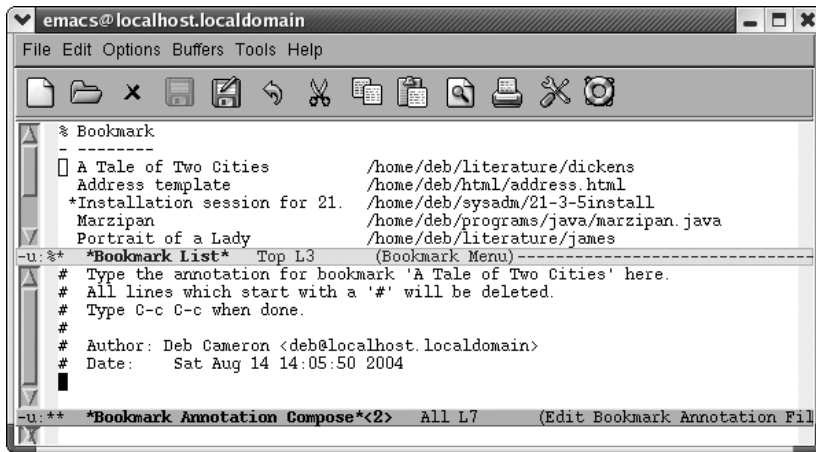 emacs@localhost.localdomain
File Edit Options Buffers Tools Help
% Bookmark
- --------
A Tale of Two Cities /home/deb/literature/dickens
Address template /home/deb/html/address.html
*Installation session for 21. /home/deb/sysadm/21-3-5install
Marzipan /home/deb/programs/java/marzipan.java
Portrait of a Lady /home/deb/literature/james
-u:%* *Bookmark List* Top L3 (Bookmark Menu)--------------------------------
# Type the annotation for bookmark 'A Tale of Two Cities' here.
# All lines which start with a '#' will be deleted.
# Type C-c C-c when done.
#
# Author: Deb Cameron <deb@localhost.localdomain>
# Date: Sat Aug 14 14:05:50 2004
-u:** *Bookmark Annotation Compose*<2> All L7 (Edit Bookmark Annotation Fil